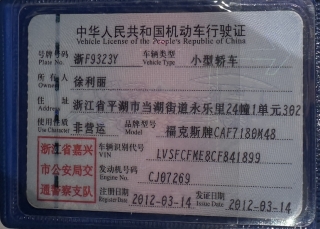 中华人民共和国机动车行驶证
Vehicle License of the People's Republic of China
号牌号码 Plate No. 浙F9323Y 车辆类型 Vehicle Type 小型轿车
所有人 Owner 徐利丽
住址 Address 浙江省平湖市当湖街道永乐里24幢1单元302
使用性质 Use Character 非营运 品牌型号 Model 福克斯牌CAF7180M48
浙江省嘉兴 车辆识别代号 VIN LVSFCFME8CF841899
市公安局交 发动机号码 Engine No. CJ07269
通警察支队 注册日期 Register Date 2012-03-14 发证日期 Issue Date 2012-03-14